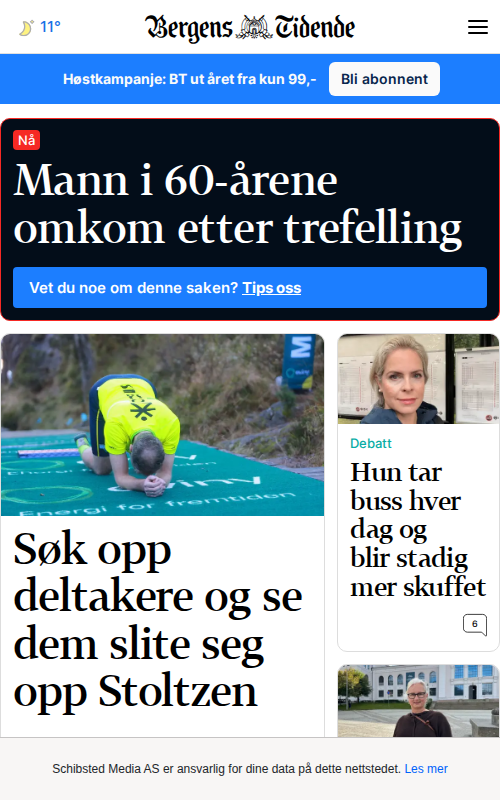 11°
Bergens Tidende
Høstkampanje: BT ut året fra kun 99,-
Bli abonnent
Nå
Mann i 60-årene
omkom etter trefelling
Vet du noe om denne saken? Tips oss
Energi for fremtiden
Søk opp
deltakere og se
dem slite seg
opp Stoltzen
Debatt
Hun tar
buss hver
dag og
blir stadig
mer skuffet
6
Schibsted Media AS er ansvarlig for dine data på dette nettstedet. Les mer